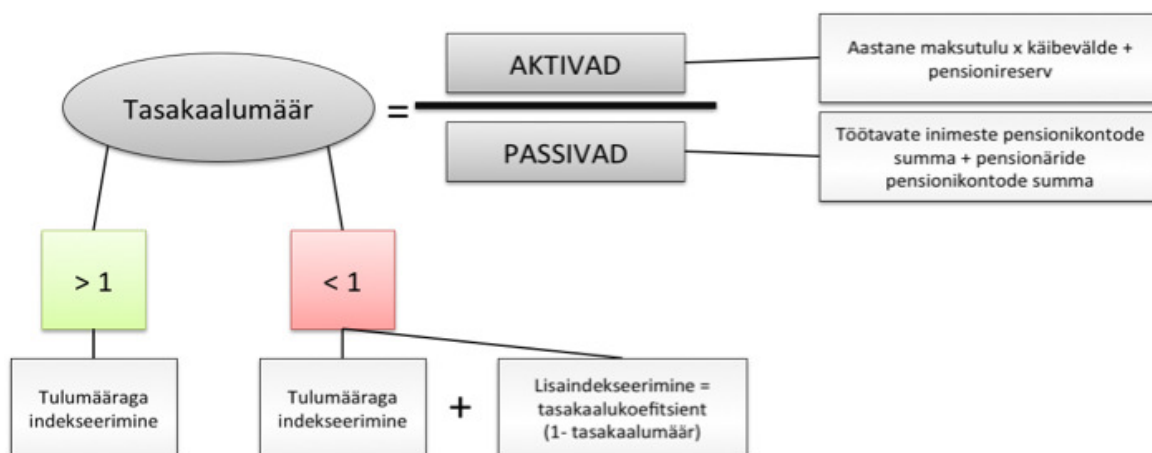 Tasakaalumäär
=
AKTIVAD
PASSIVAD
Aastane maksutulu x käibevälde +
pensionireserv
Töötavate inimeste pensionikontode
summa + pensionäride
pensionikontode summa
> 1
< 1
Tulumääraga
indekseerimine
Tulumääraga
indekseerimine
+
Lisaindekseerimine =
tasakaalukoefitsient
(1- tasakaalumäär)